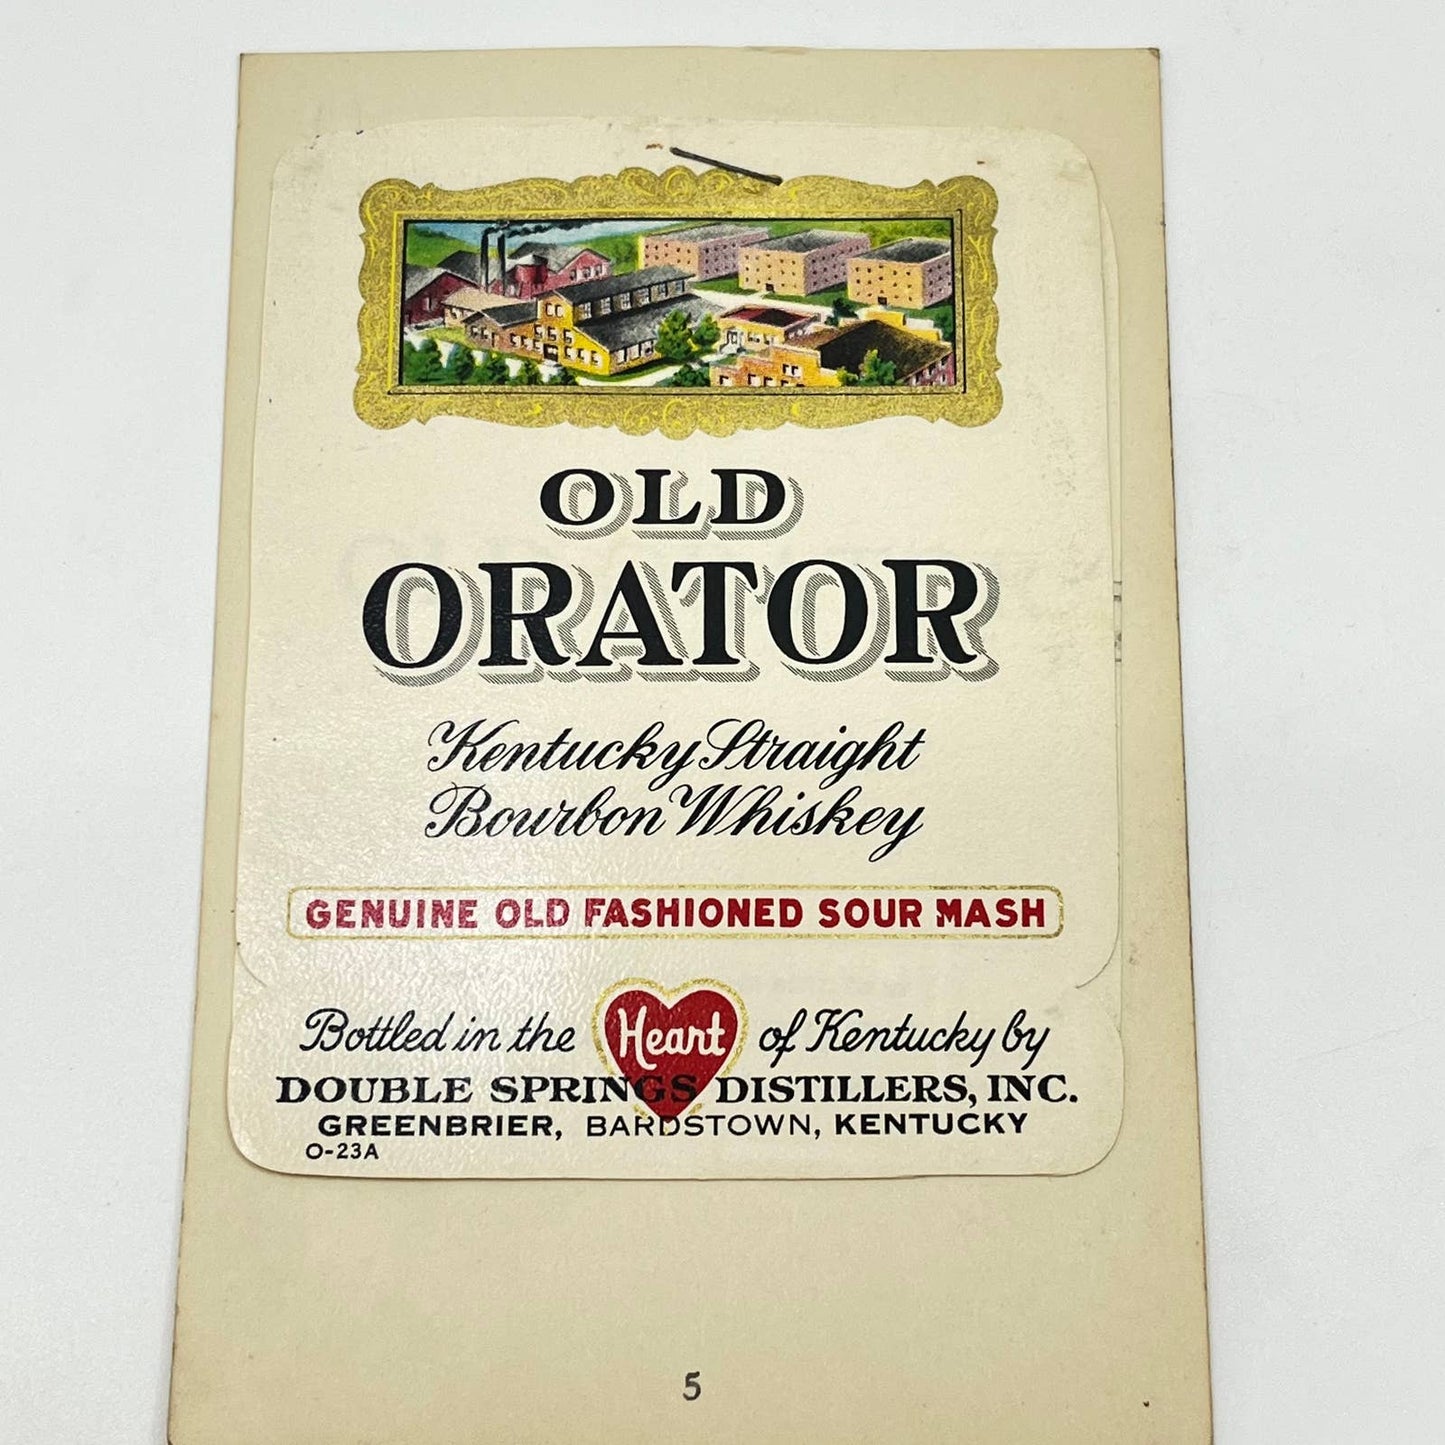 OLD
ORATOR
Kentucky Straight
Bourbon Whiskey
GENUINE OLD FASHIONED SOUR MASH
Bottled in the Heart of Kentucky by
DOUBLE SPRINGS DISTILLERS, INC.
GREENBRIER, BARDSTOWN, KENTUCKY
O-23A
5